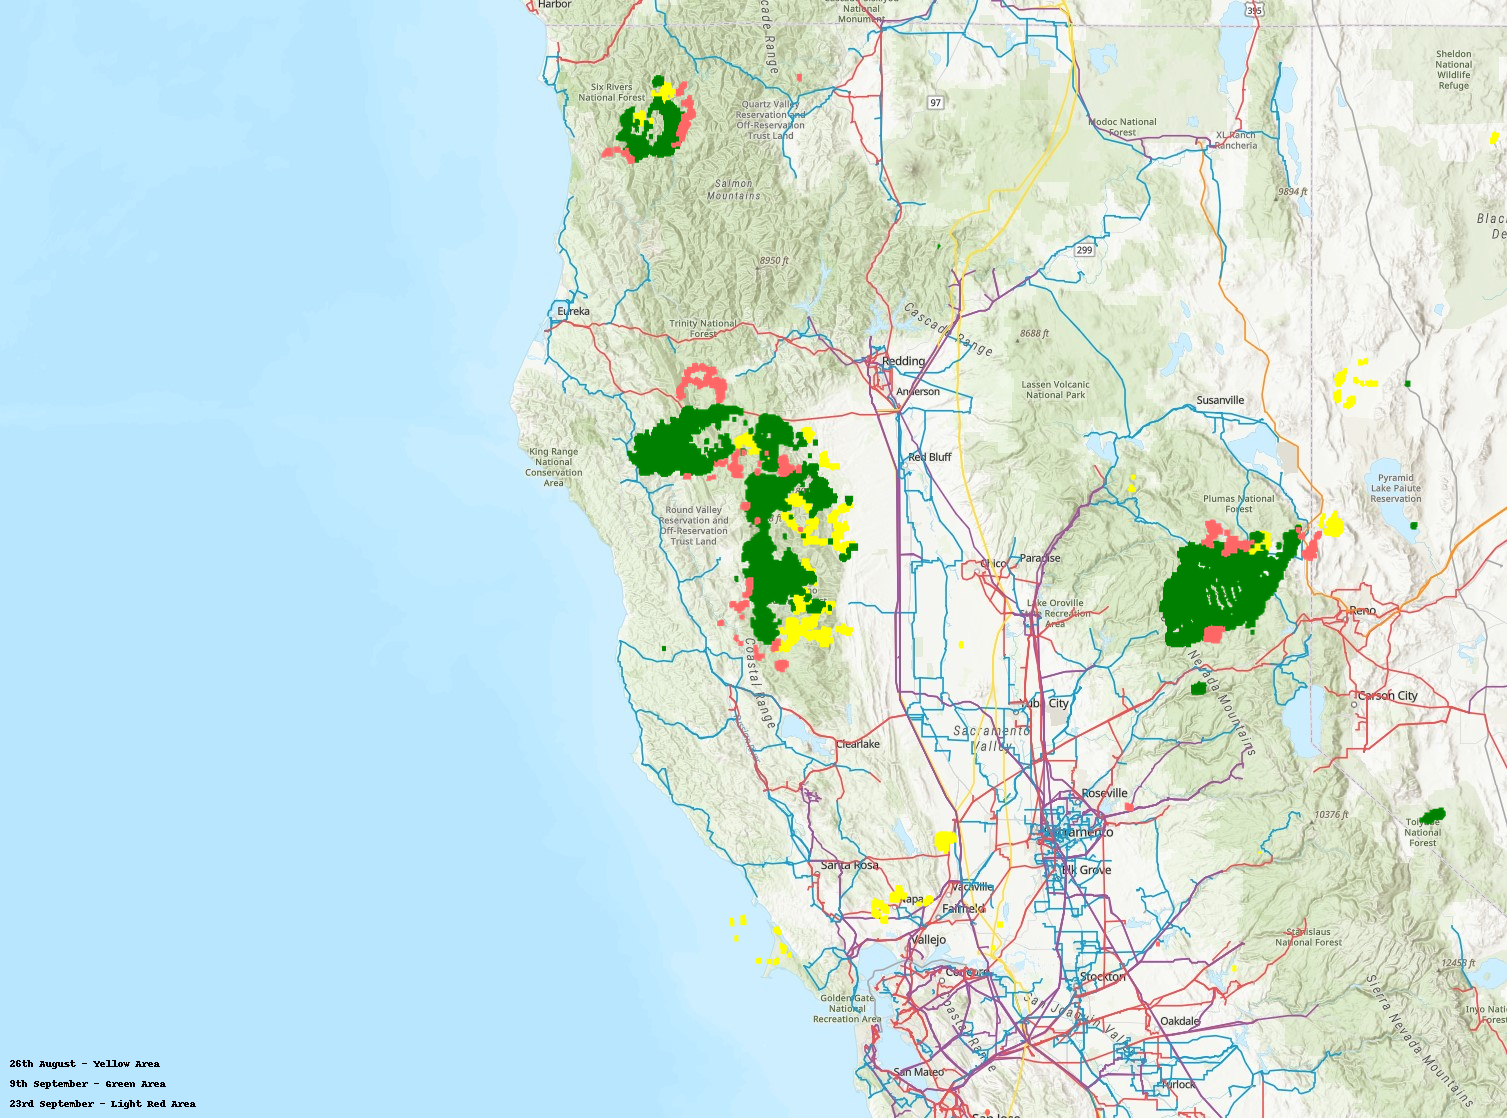 Harbor
National
Monument
395
Cascade Range
Sheldon
National
Wildlife
Refuge
Six Rivers
National Forest
97
Quartz Valley
Reservation and
Off-Reservation
Trust Land
Modoc National
Forest
XL Ranch
Rancheria
Salmon
Mountains
9894 ft
299
8950 ft
Eureka
Trinity National
Forest
Cascade Range
8688 ft
Redding
Anderson
Lassen Volcanic
National Park
Susanville
King Range
National
Conservation
Area
Red Bluff
Pyramid
Lake Paiute
Reservation
Plumas National
Forest
Round Valley
Reservation and
Off-Reservation
Trust Land
Chico
Paradise
Lake Oroville
State Recreation
Area
Reno
Coastal Range
Nevada Mountains
Carson City
Yuba City
Sacramento
Valley
Clearlake
Roseville
10376 ft
Sacramento
National
Forest
Santa Rosa
Elk Grove
Vacaville
Napa
Fairfield
Stanislaus
National Forest
Vallejo
12458 ft
Concord
Stockton
Golden Gate
National
Recreation Area
San Joaquin Valley
Coastal Range
Oakdale
Sierra Nevada Mountains
26th August - Yellow Area
San Mateo
9th September - Green Area
Turlock
23rd September - Light Red Area
San Jose